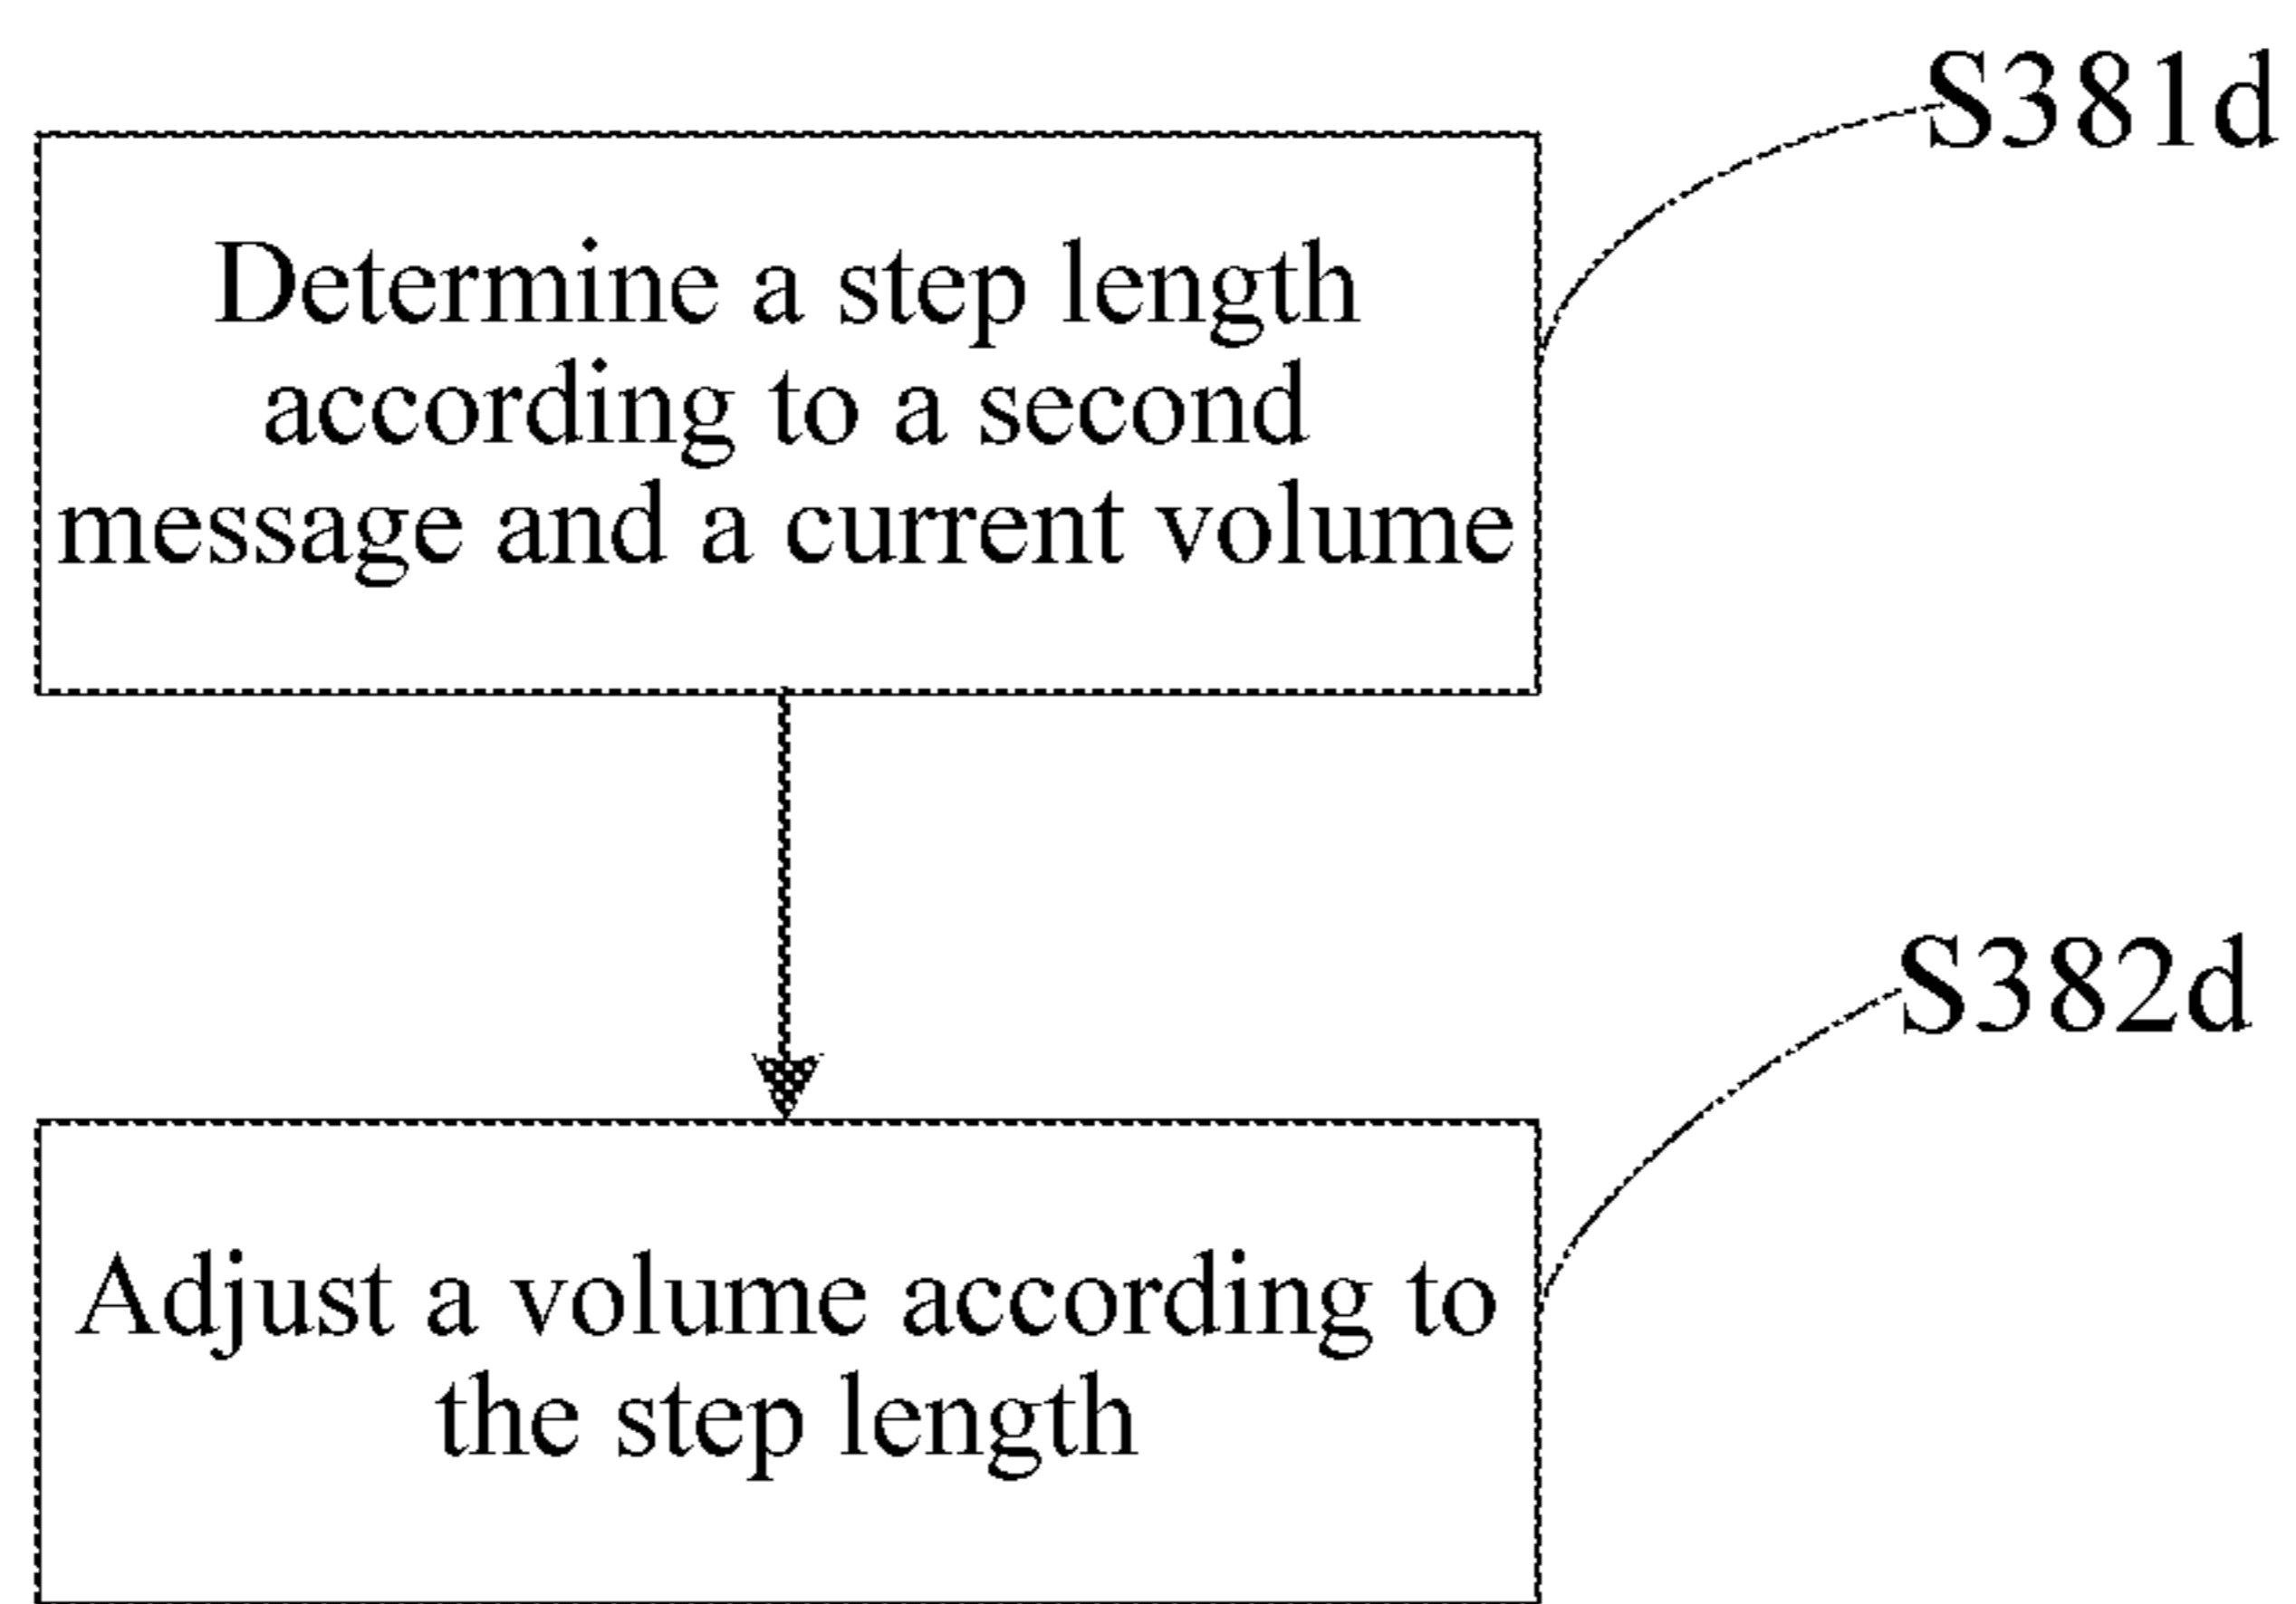 S381d
Determine a step length
according to a second
message and a current volume
S382d
Adjust a volume according to
the step length